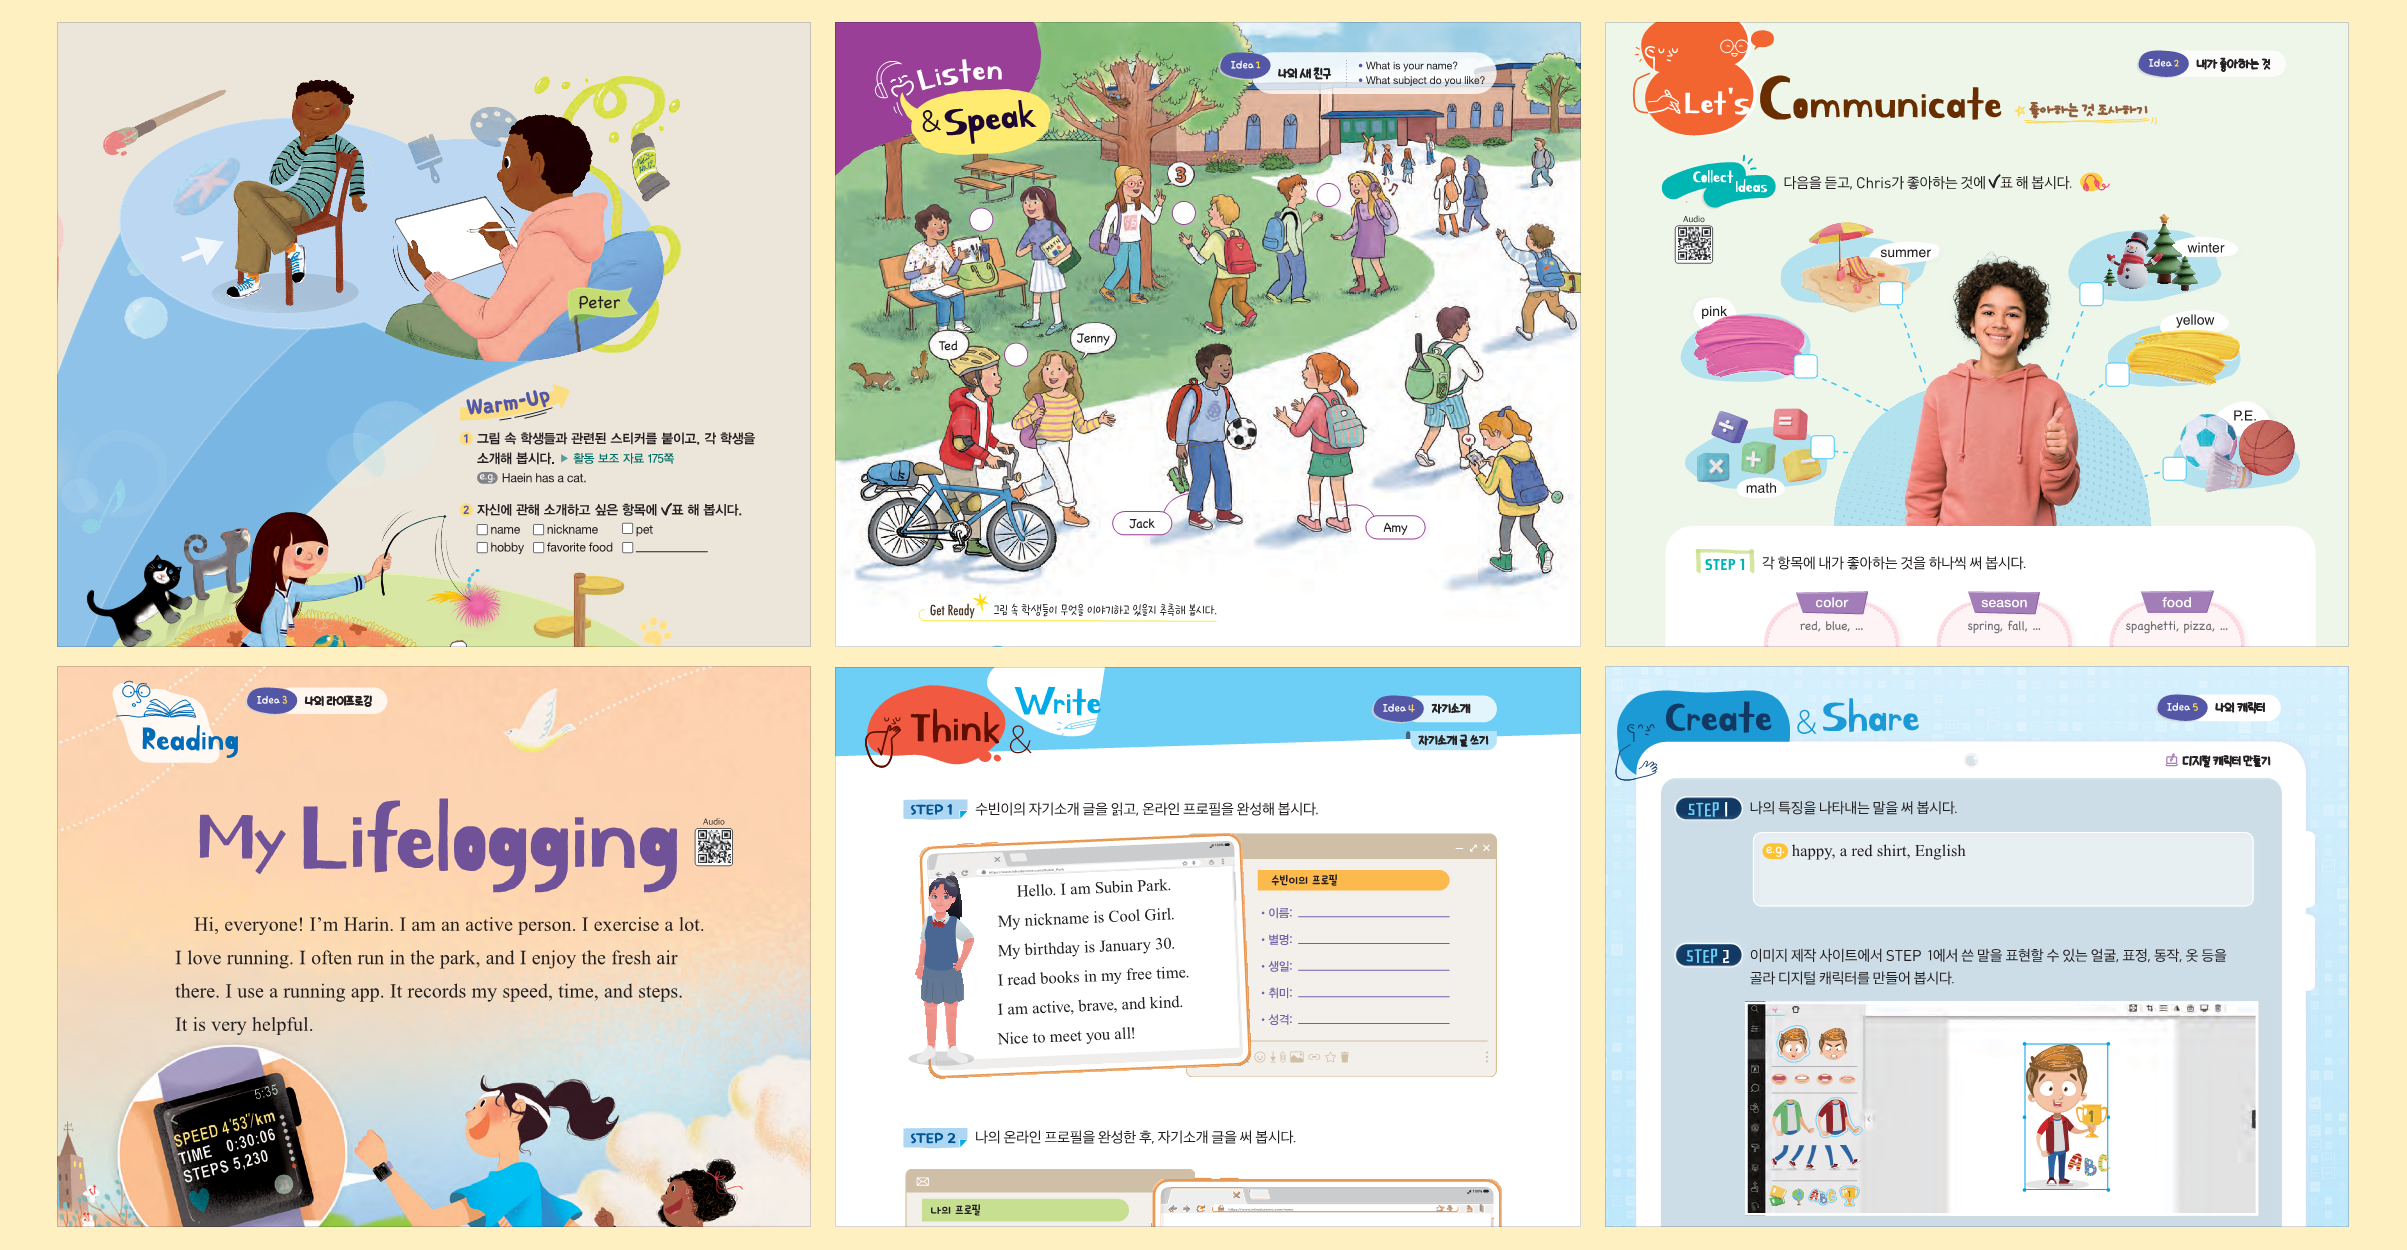 Peter
Warm-Up
1 그림 속 학생들과 관련된 스티커를 붙이고, 각 학생을
소개해 봅시다. ▶ 활동 보조 자료 175쪽
e.g. Haein has a cat.
2 자신에 관해 소개하고 싶은 항목에 ✓표 해 봅시다.
name nickname pet
hobby favorite food
Listen
& Speak
Idea 1 나의 새 친구
• What is your name?
• What subject do you like?
3
MATH
Ted
Jenny
Jack
Amy
Get Ready 그림 속 학생들이 무엇을 이야기하고 있을지 추측해 봅시다.
Idea 2 내가 좋아하는 것
Let's Communicate 좋아하는 것 조사하기
Collect Ideas 다음을 듣고, Chris가 좋아하는 것에 ✓표 해 봅시다.
Audio
summer
winter
pink
yellow
math
P.E.
STEP 1 각 항목에 내가 좋아하는 것을 하나씩 써 봅시다.
color season food
red, blue, ... spring, fall, ... spaghetti, pizza, ...
Reading
Idea 3 나의 라이프로깅
My Lifelogging
Audio
Hi, everyone! I'm Harin. I am an active person. I exercise a lot.
I love running. I often run in the park, and I enjoy the fresh air
there. I use a running app. It records my speed, time, and steps.
It is very helpful.
5:35
SPEED 4'53"/km
TIME 0:30:06
STEPS 5,230
Think & Write
Idea 4 자기소개
자기소개 글 쓰기
STEP 1 수빈이의 자기소개 글을 읽고, 온라인 프로필을 완성해 봅시다.
Hello. I am Subin Park.
My nickname is Cool Girl.
My birthday is January 30.
I read books in my free time.
I am active, brave, and kind.
Nice to meet you all!
수빈이의 프로필
• 이름:
• 별명:
• 생일:
• 취미:
• 성격:
STEP 2 나의 온라인 프로필을 완성한 후, 자기소개 글을 써 봅시다.
나의 프로필
Create & Share
Idea 5 나의 캐릭터
디지털 캐릭터 만들기
STEP 1 나의 특징을 나타내는 말을 써 봅시다.
e.g. happy, a red shirt, English
STEP 2 이미지 제작 사이트에서 STEP 1에서 쓴 말을 표현할 수 있는 얼굴, 표정, 동작, 옷 등을
골라 디지털 캐릭터를 만들어 봅시다.
1
ABC
ABC
1